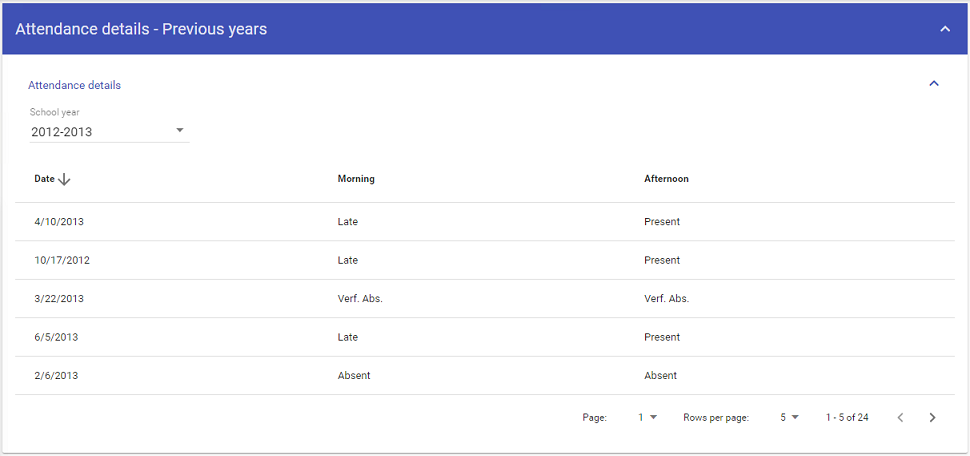 Attendance details - Previous years
Attendance details
School year
2012-2013
Date Morning Afternoon
4/10/2013 Late Present
10/17/2012 Late Present
3/22/2013 Verf. Abs. Verf. Abs.
6/5/2013 Late Present
2/6/2013 Absent Absent
Page: 1 Rows per page: 5 1 - 5 of 24